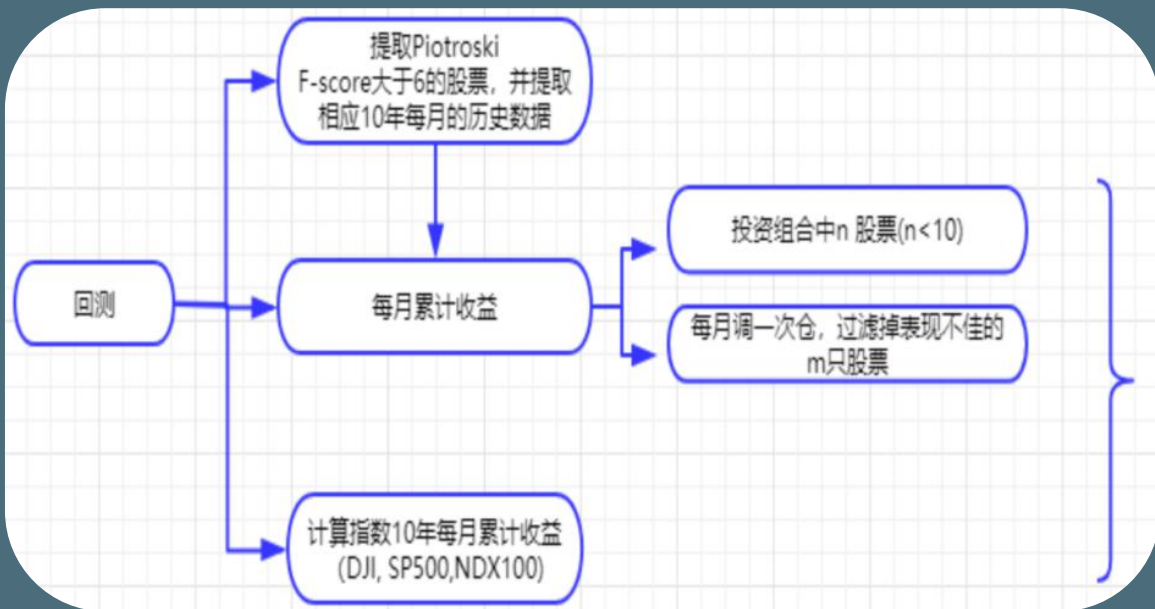 提取Piotroski
F-score大于6的股票，并提取
相应10年每月的历史数据
投资组合中n 股票(n<10)
回测
每月累计收益
每月调一次仓，过滤掉表现不佳的
m只股票
计算指数10年每月累计收益
(DJI, SP500,NDX100)